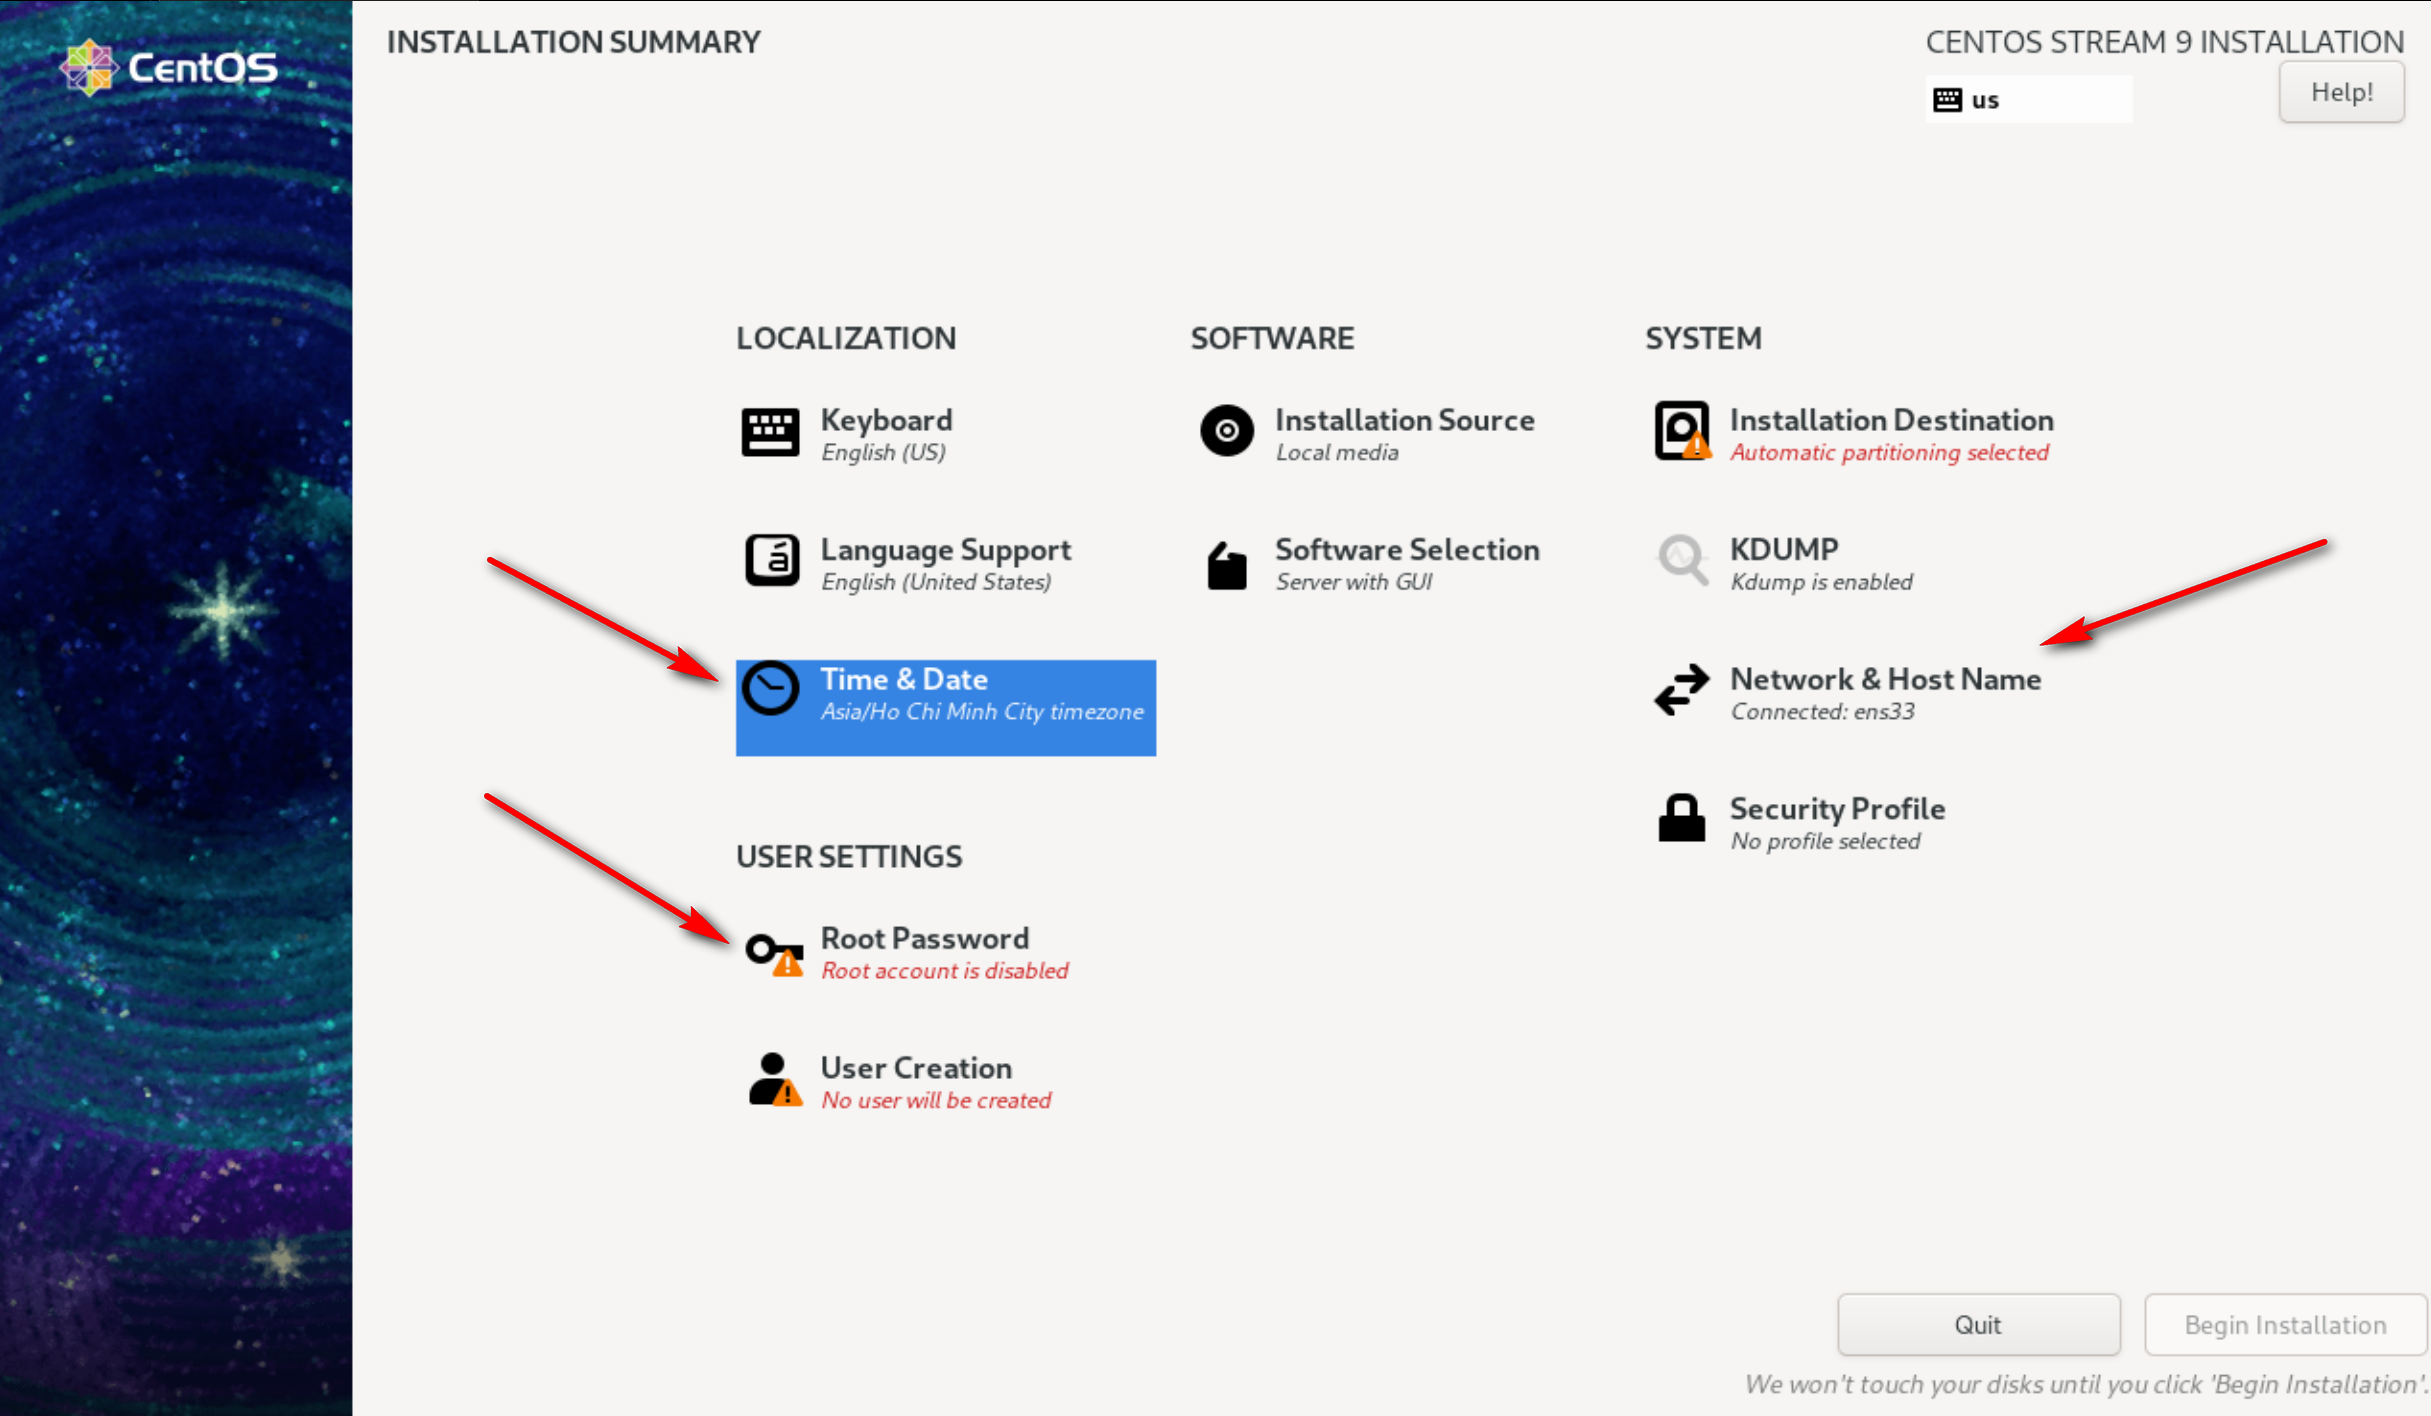 CentOS
INSTALLATION SUMMARY
CENTOS STREAM 9 INSTALLATION
us
Help!
LOCALIZATION
Keyboard
English (US)
Language Support
English (United States)
Time & Date
Asia/Ho Chi Minh City timezone
SOFTWARE
Installation Source
Local media
Software Selection
Server with GUI
SYSTEM
Installation Destination
Automatic partitioning selected
KDUMP
Kdump is enabled
Network & Host Name
Connected: ens33
Security Profile
No profile selected
USER SETTINGS
Root Password
Root account is disabled
User Creation
No user will be created
Quit
Begin Installation
We won't touch your disks until you click 'Begin Installation'.